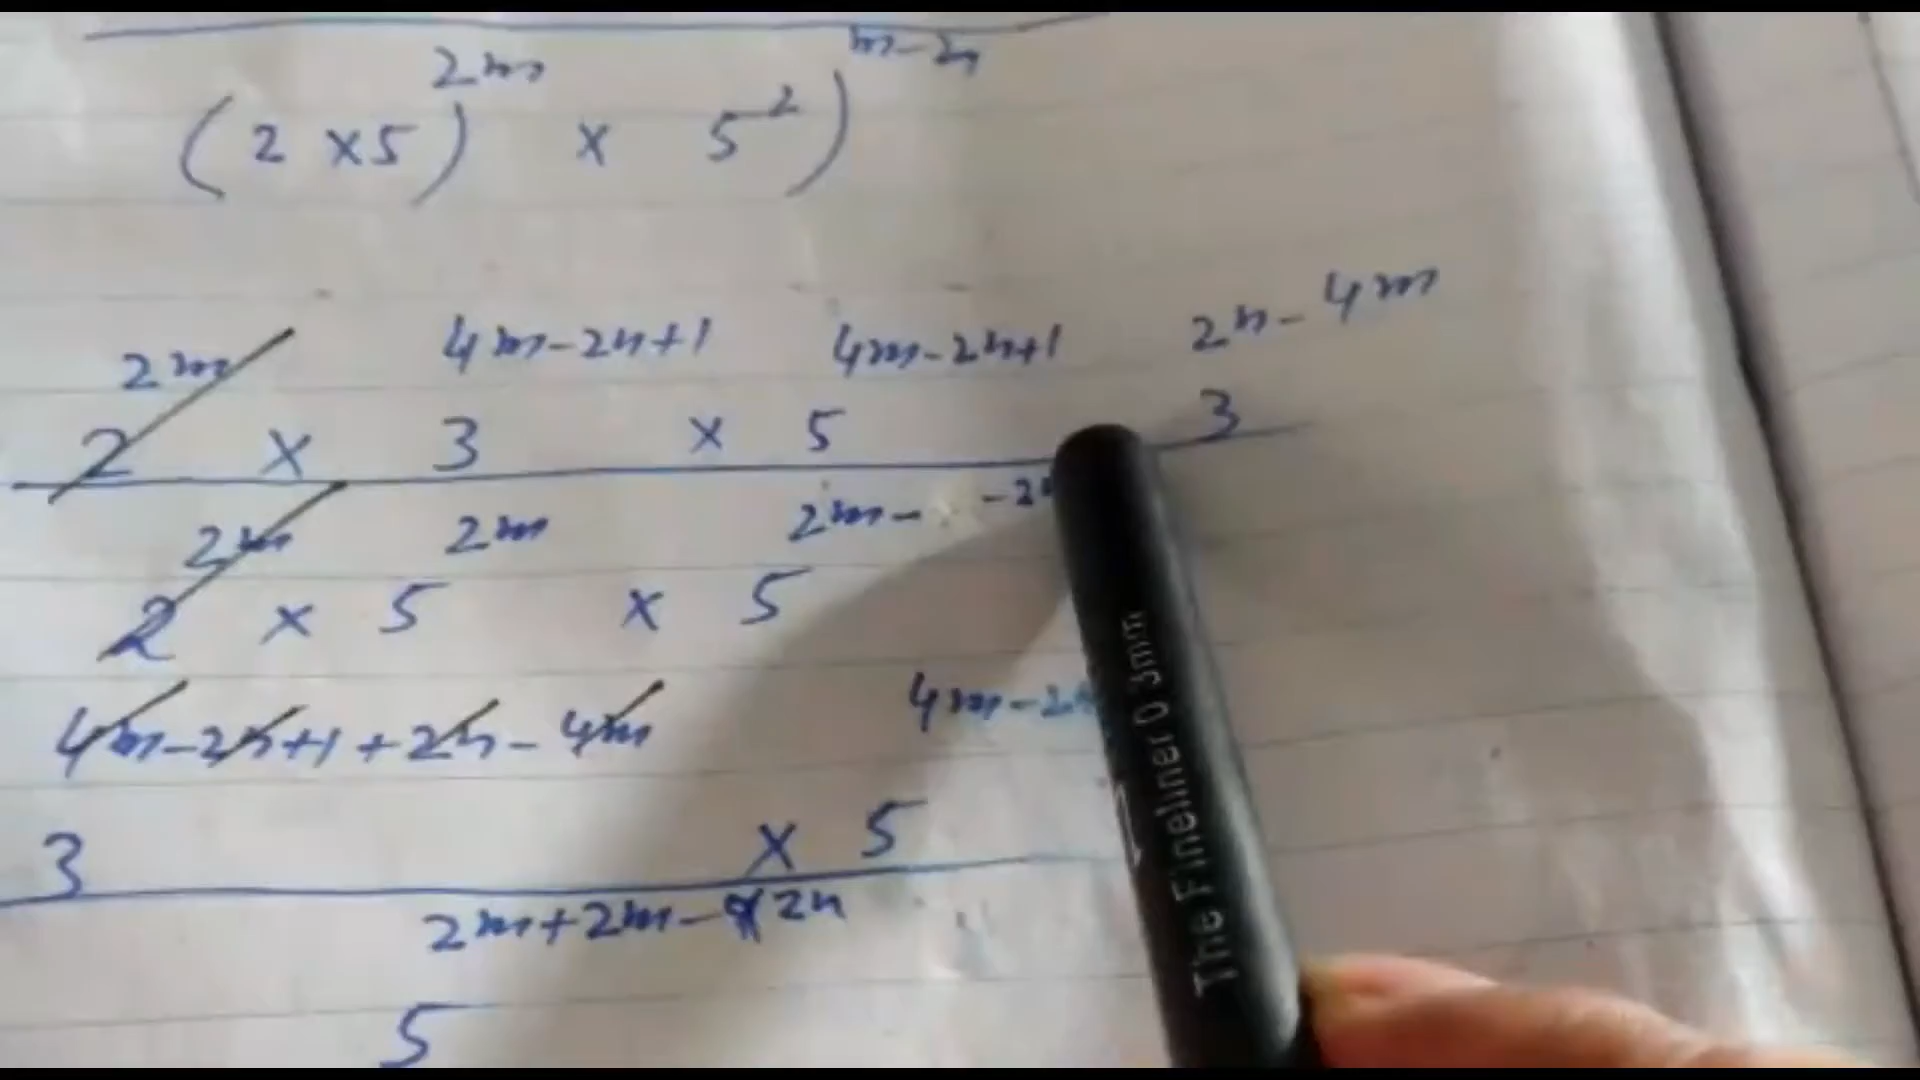 2m m-2n
(2 × 5) × 5²)
2m 4m-2n+1 4m-2n+1 2n-4m
2 × 3 × 5 3
2m 2m 2m- -2
2 × 5 × 5
4m-2n+1+2n-4m 4m-2
3 × 5
2m+2m- 2n
5
The Fineliner 0.3mm